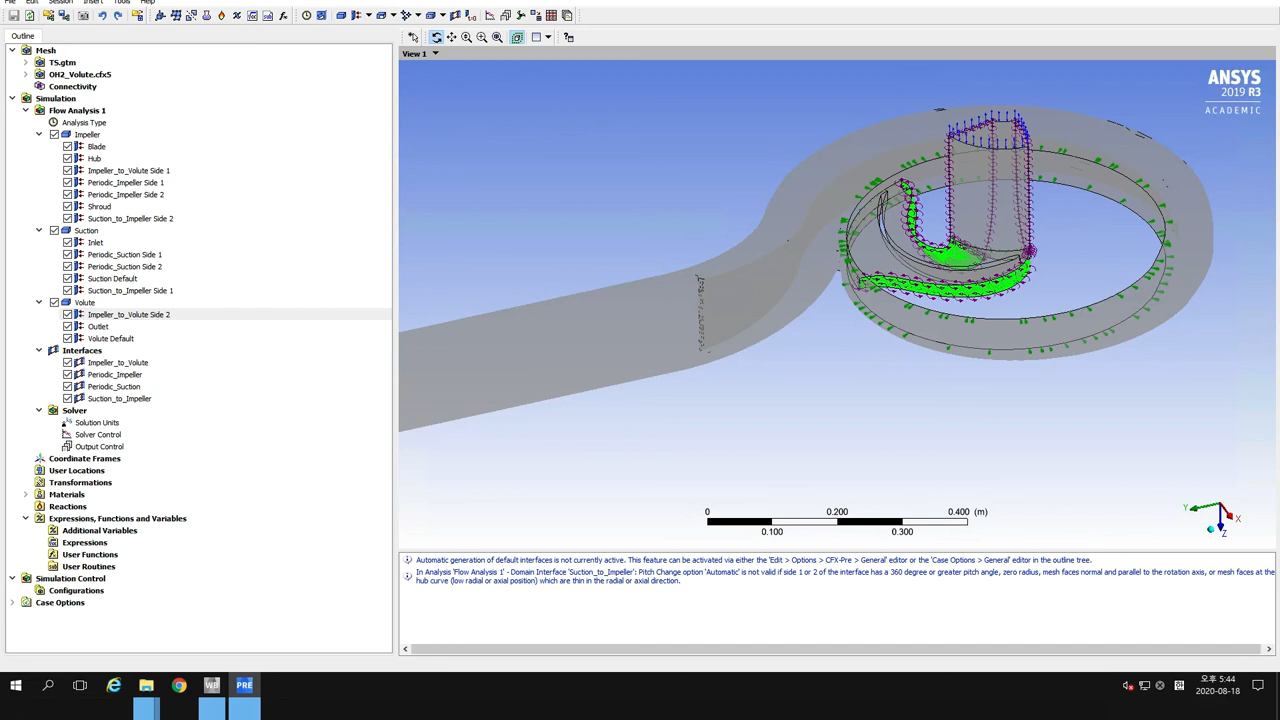 File Edit Session Insert Tools Help
Outline
View 1
Mesh
TS.gtm
OH2_Volute.cfx5
Connectivity
Simulation
Flow Analysis 1
Analysis Type
Impeller
Blade
Hub
Impeller_to_Volute Side 1
Periodic_Impeller Side 1
Periodic_Impeller Side 2
Shroud
Suction_to_Impeller Side 2
Suction
Inlet
Periodic_Suction Side 1
Periodic_Suction Side 2
Suction Default
Suction_to_Impeller Side 1
Volute
Impeller_to_Volute Side 2
Outlet
Volute Default
Interfaces
Impeller_to_Volute
Periodic_Impeller
Periodic_Suction
Suction_to_Impeller
Solver
Solution Units
Solver Control
Output Control
Coordinate Frames
User Locations
Transformations
Materials
Reactions
Expressions, Functions and Variables
Additional Variables
Expressions
User Functions
User Routines
Simulation Control
Configurations
Case Options
ANSYS
2019 R3
ACADEMIC
0 0.200 0.400 (m)
0.100 0.300
Y X Z
Automatic generation of default interfaces is not currently active. This feature can be activated via either the 'Edit > Options > CFX-Pre > General' editor or the 'Case Options > General' editor in the outline tree.
In Analysis 'Flow Analysis 1' - Domain Interface 'Suction_to_Impeller': Pitch Change option 'Automatic' is not valid if side 1 or 2 of the interface has a 360 degree or greater pitch angle, zero radius, mesh faces normal and parallel to the rotation axis, or mesh faces at the
hub curve (low radial or axial position) which are thin in the radial or axial direction.
WB PRE
오후 5:44
2020-08-18